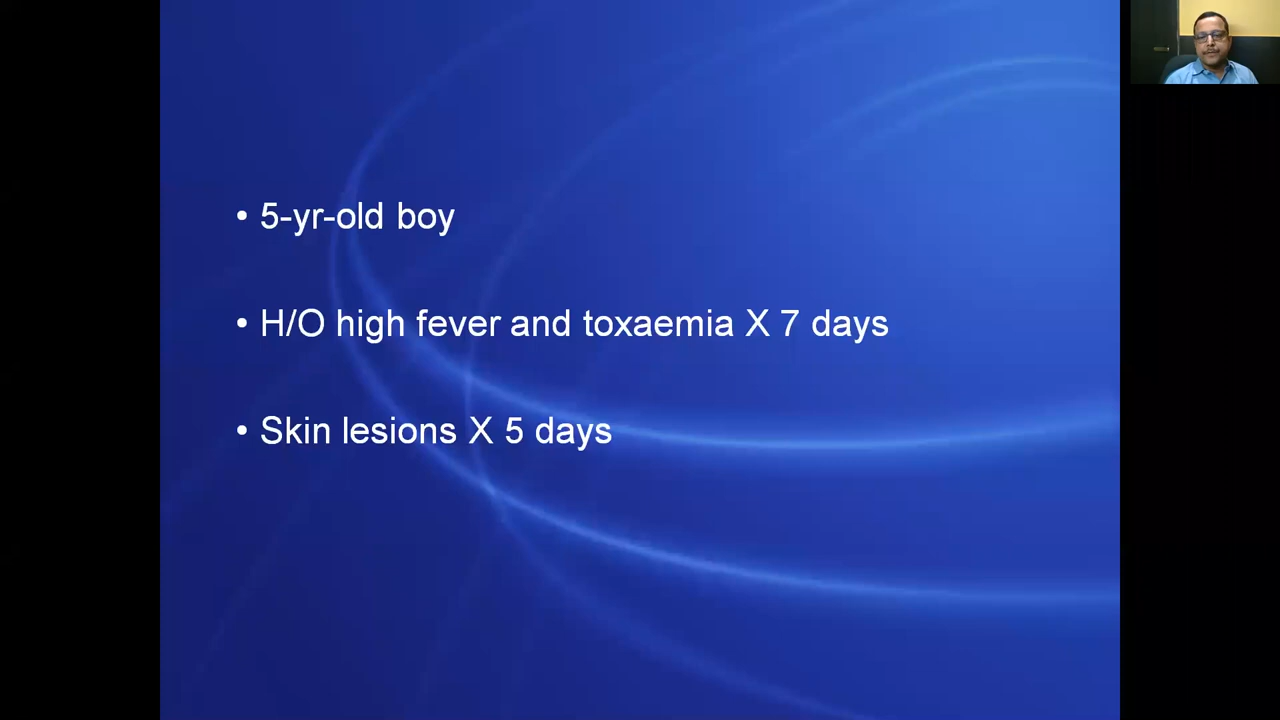 • 5-yr-old boy
• H/O high fever and toxaemia X 7 days
• Skin lesions X 5 days